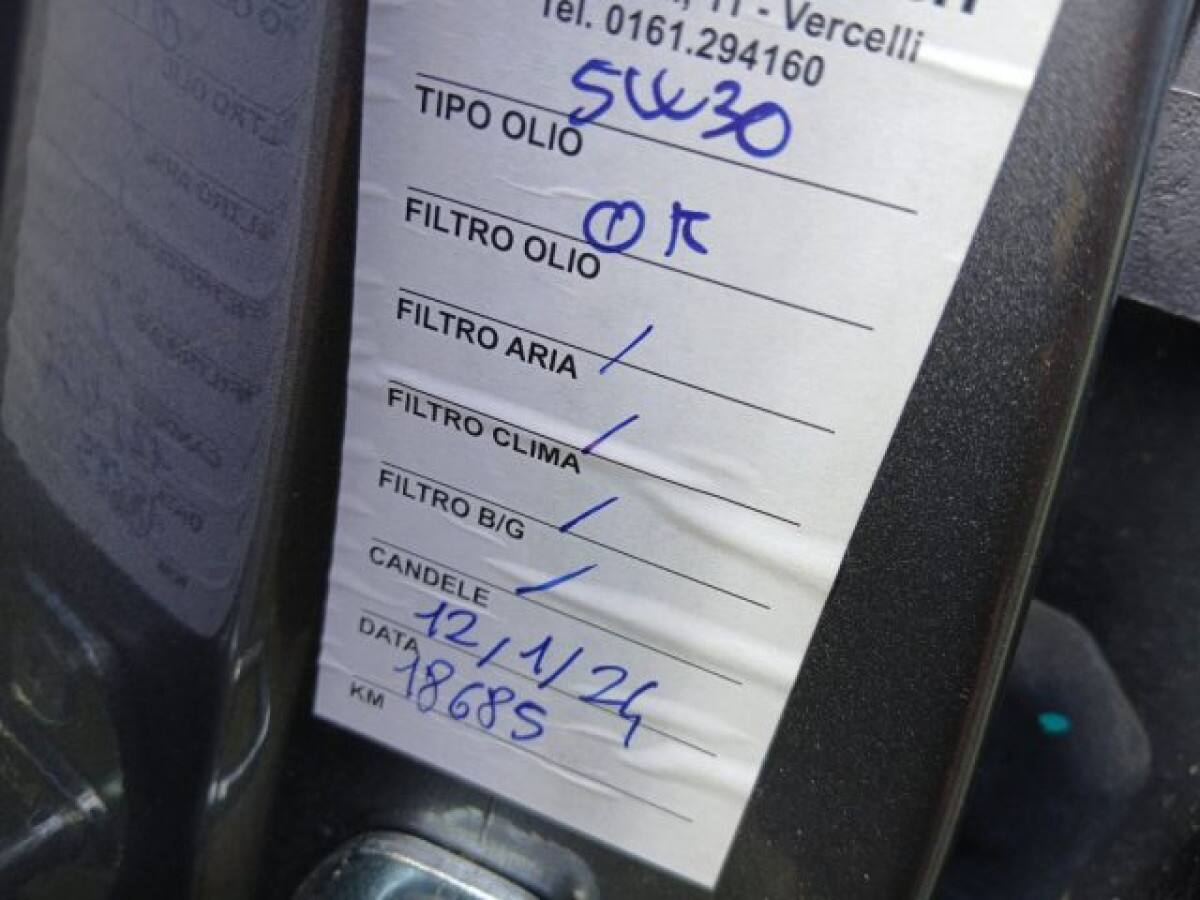 11 - Vercelli
Tel. 0161.294160
TIPO OLIO 5W30
FILTRO OLIO OK
FILTRO ARIA /
FILTRO CLIMA /
FILTRO B/G /
CANDELE /
DATA 12/1/24
KM 18685